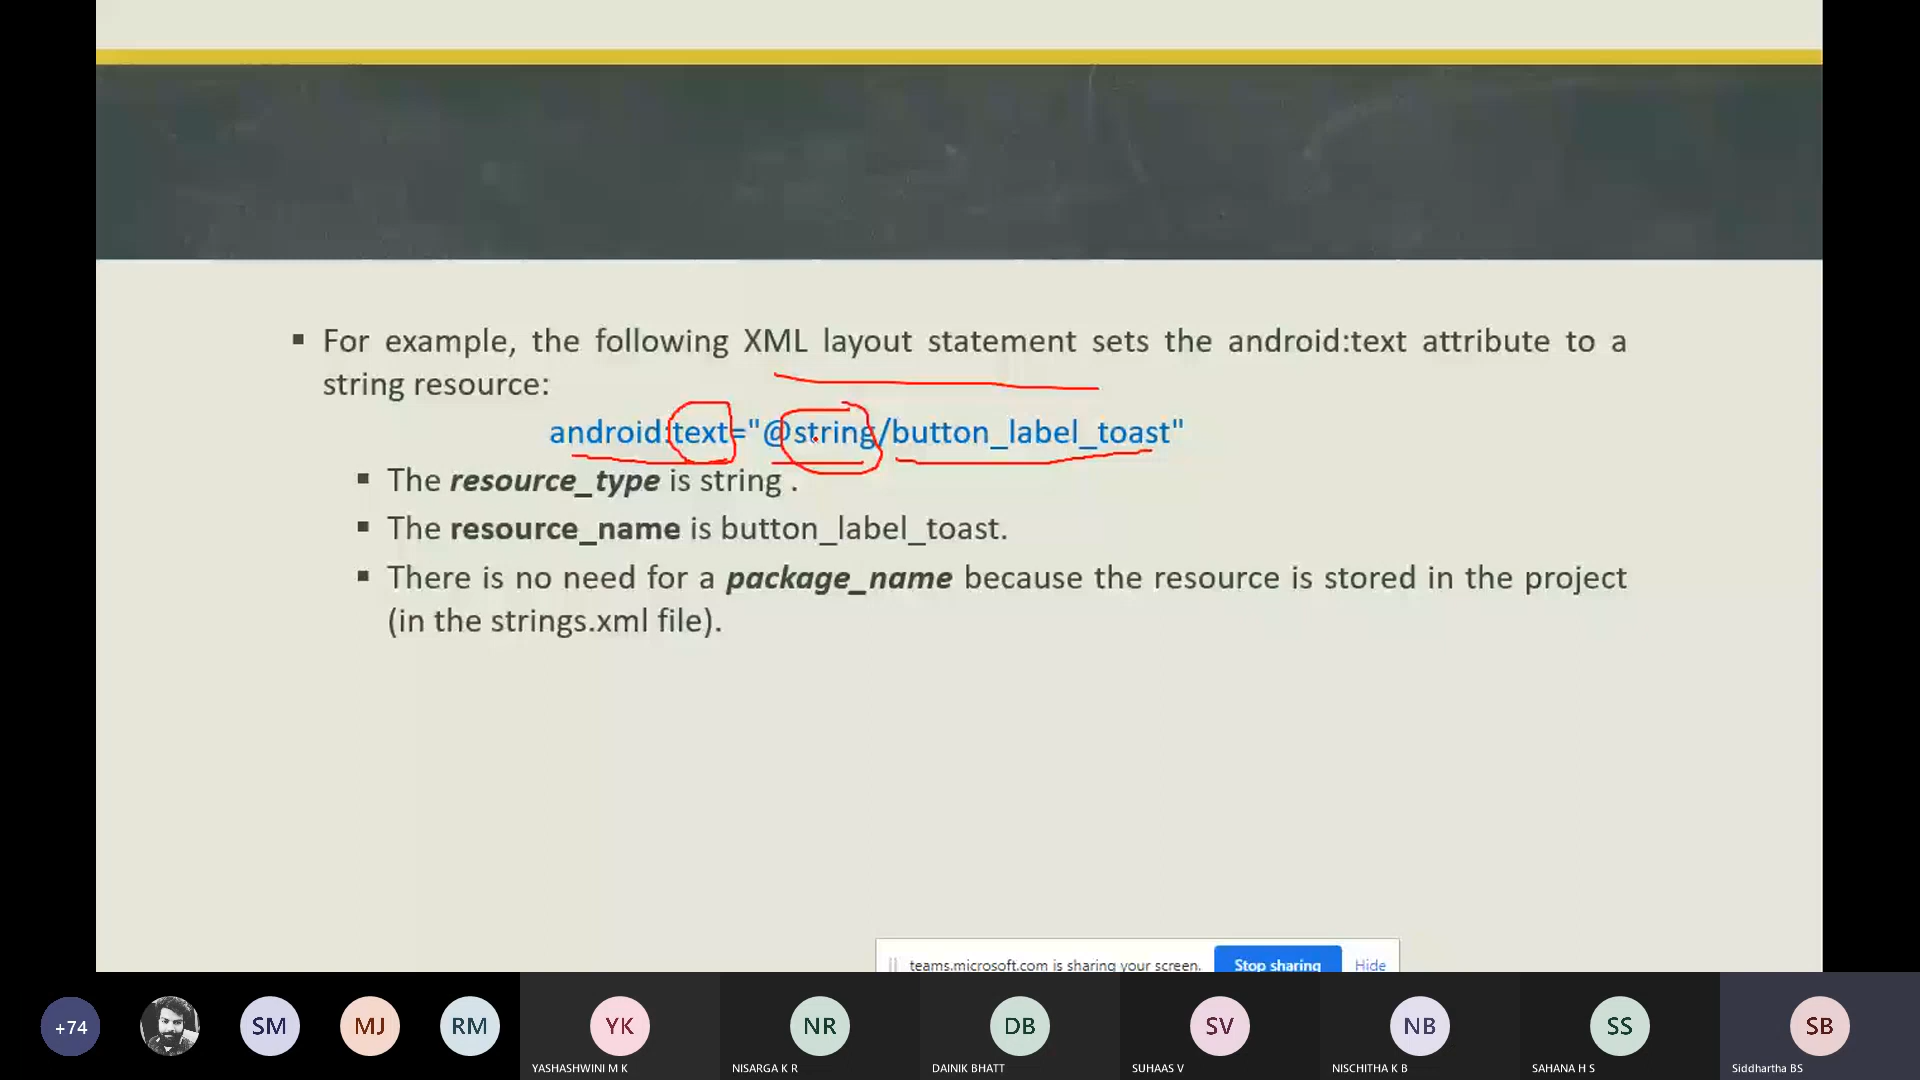 ▪ For example, the following XML layout statement sets the android:text attribute to a
string resource:
android:text="@string/button_label_toast"
▪ The resource_type is string .
▪ The resource_name is button_label_toast.
▪ There is no need for a package_name because the resource is stored in the project
(in the strings.xml file).
teams.microsoft.com is sharing your screen. Stop sharing Hide
+74 SM MJ RM YK NR DB SV NB SS SB
YASHASHWINI M K NISARGA K R DAINIK BHATT SUHAAS V NISCHITHA K B SAHANA H S Siddhartha BS